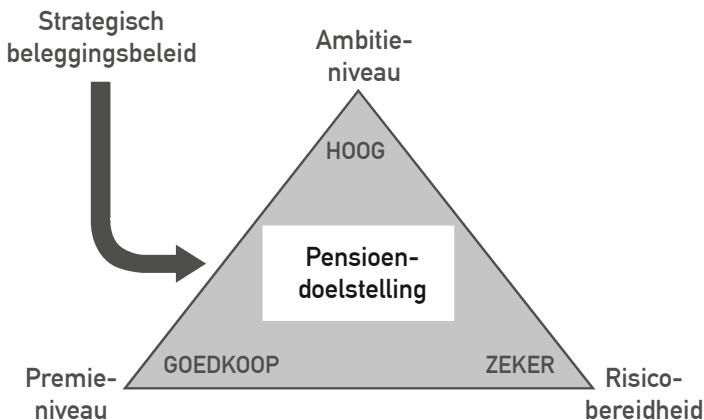 Strategisch
beleggingsbeleid
Ambitie-
niveau
HOOG
Pensioen-
doelstelling
GOEDKOOP
ZEKER
Premie-
niveau
Risico-
bereidheid